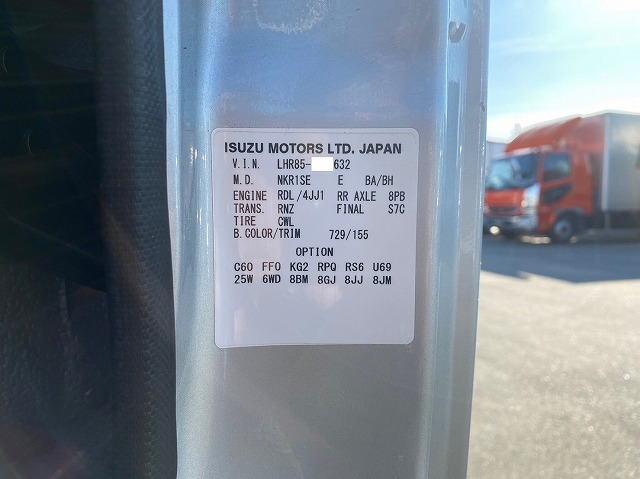 ISUZU MOTORS LTD. JAPAN
V.I.N. LHR85- 632
M.D. NKR1SE E BA/BH
ENGINE RDL/4JJ1 RR AXLE 8PB
TRANS. RNZ FINAL S7C
TIRE CWL
B.COLOR/TRIM 729/155
OPTION
C60 FF0 KG2 RPQ RS6 U69
25W 6WD 8BM 8GJ 8JJ 8JM